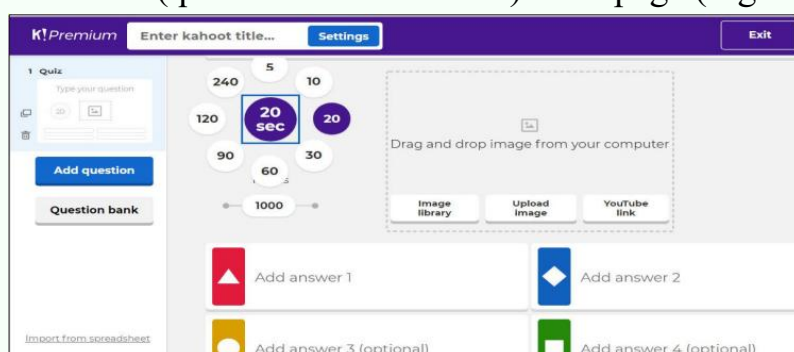 K! Premium Enter kahoot title... Settings Exit
1 Quiz
Type your question
20
Add question
Question bank
Import from spreadsheet
5
240 10
120 20 sec 20
90 30
60
1000
Drag and drop image from your computer
Image library
Upload image
YouTube link
Add answer 1
Add answer 2
Add answer 3 (optional)
Add answer 4 (optional)